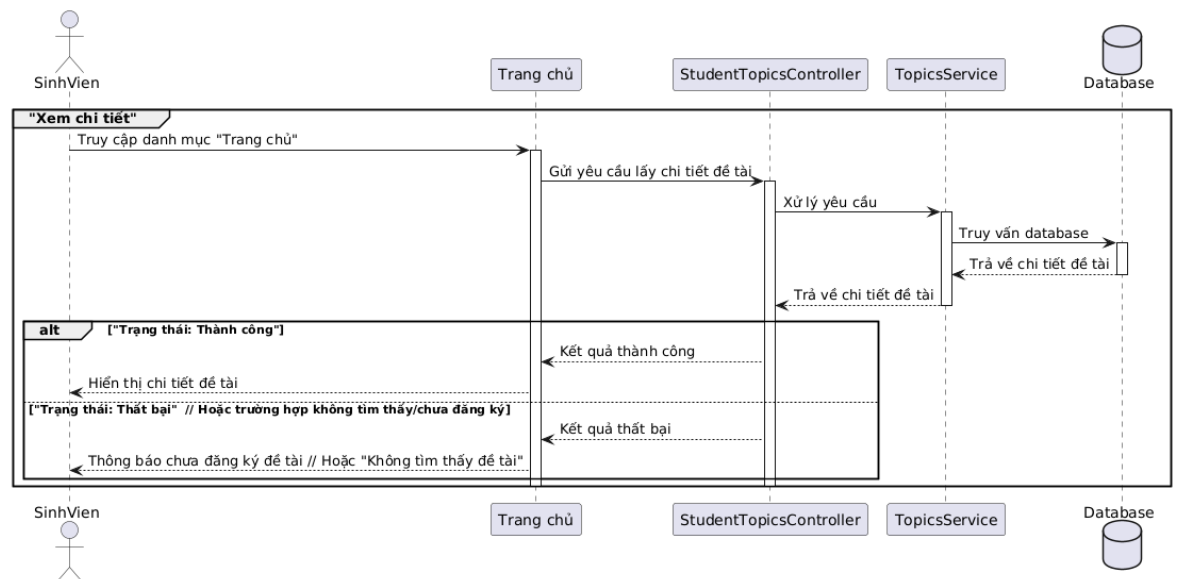 SinhVien
Trang chủ
StudentTopicsController
TopicsService
Database
"Xem chi tiết"
Truy cập danh mục "Trang chủ"
Gửi yêu cầu lấy chi tiết đề tài
Xử lý yêu cầu
Truy vấn database
Trả về chi tiết đề tài
Trả về chi tiết đề tài
alt ["Trạng thái: Thành công"]
Kết quả thành công
Hiển thị chi tiết đề tài
["Trạng thái: Thất bại" // Hoặc trường hợp không tìm thấy/chưa đăng ký]
Kết quả thất bại
Thông báo chưa đăng ký đề tài // Hoặc "Không tìm thấy đề tài"
SinhVien
Trang chủ
StudentTopicsController
TopicsService
Database